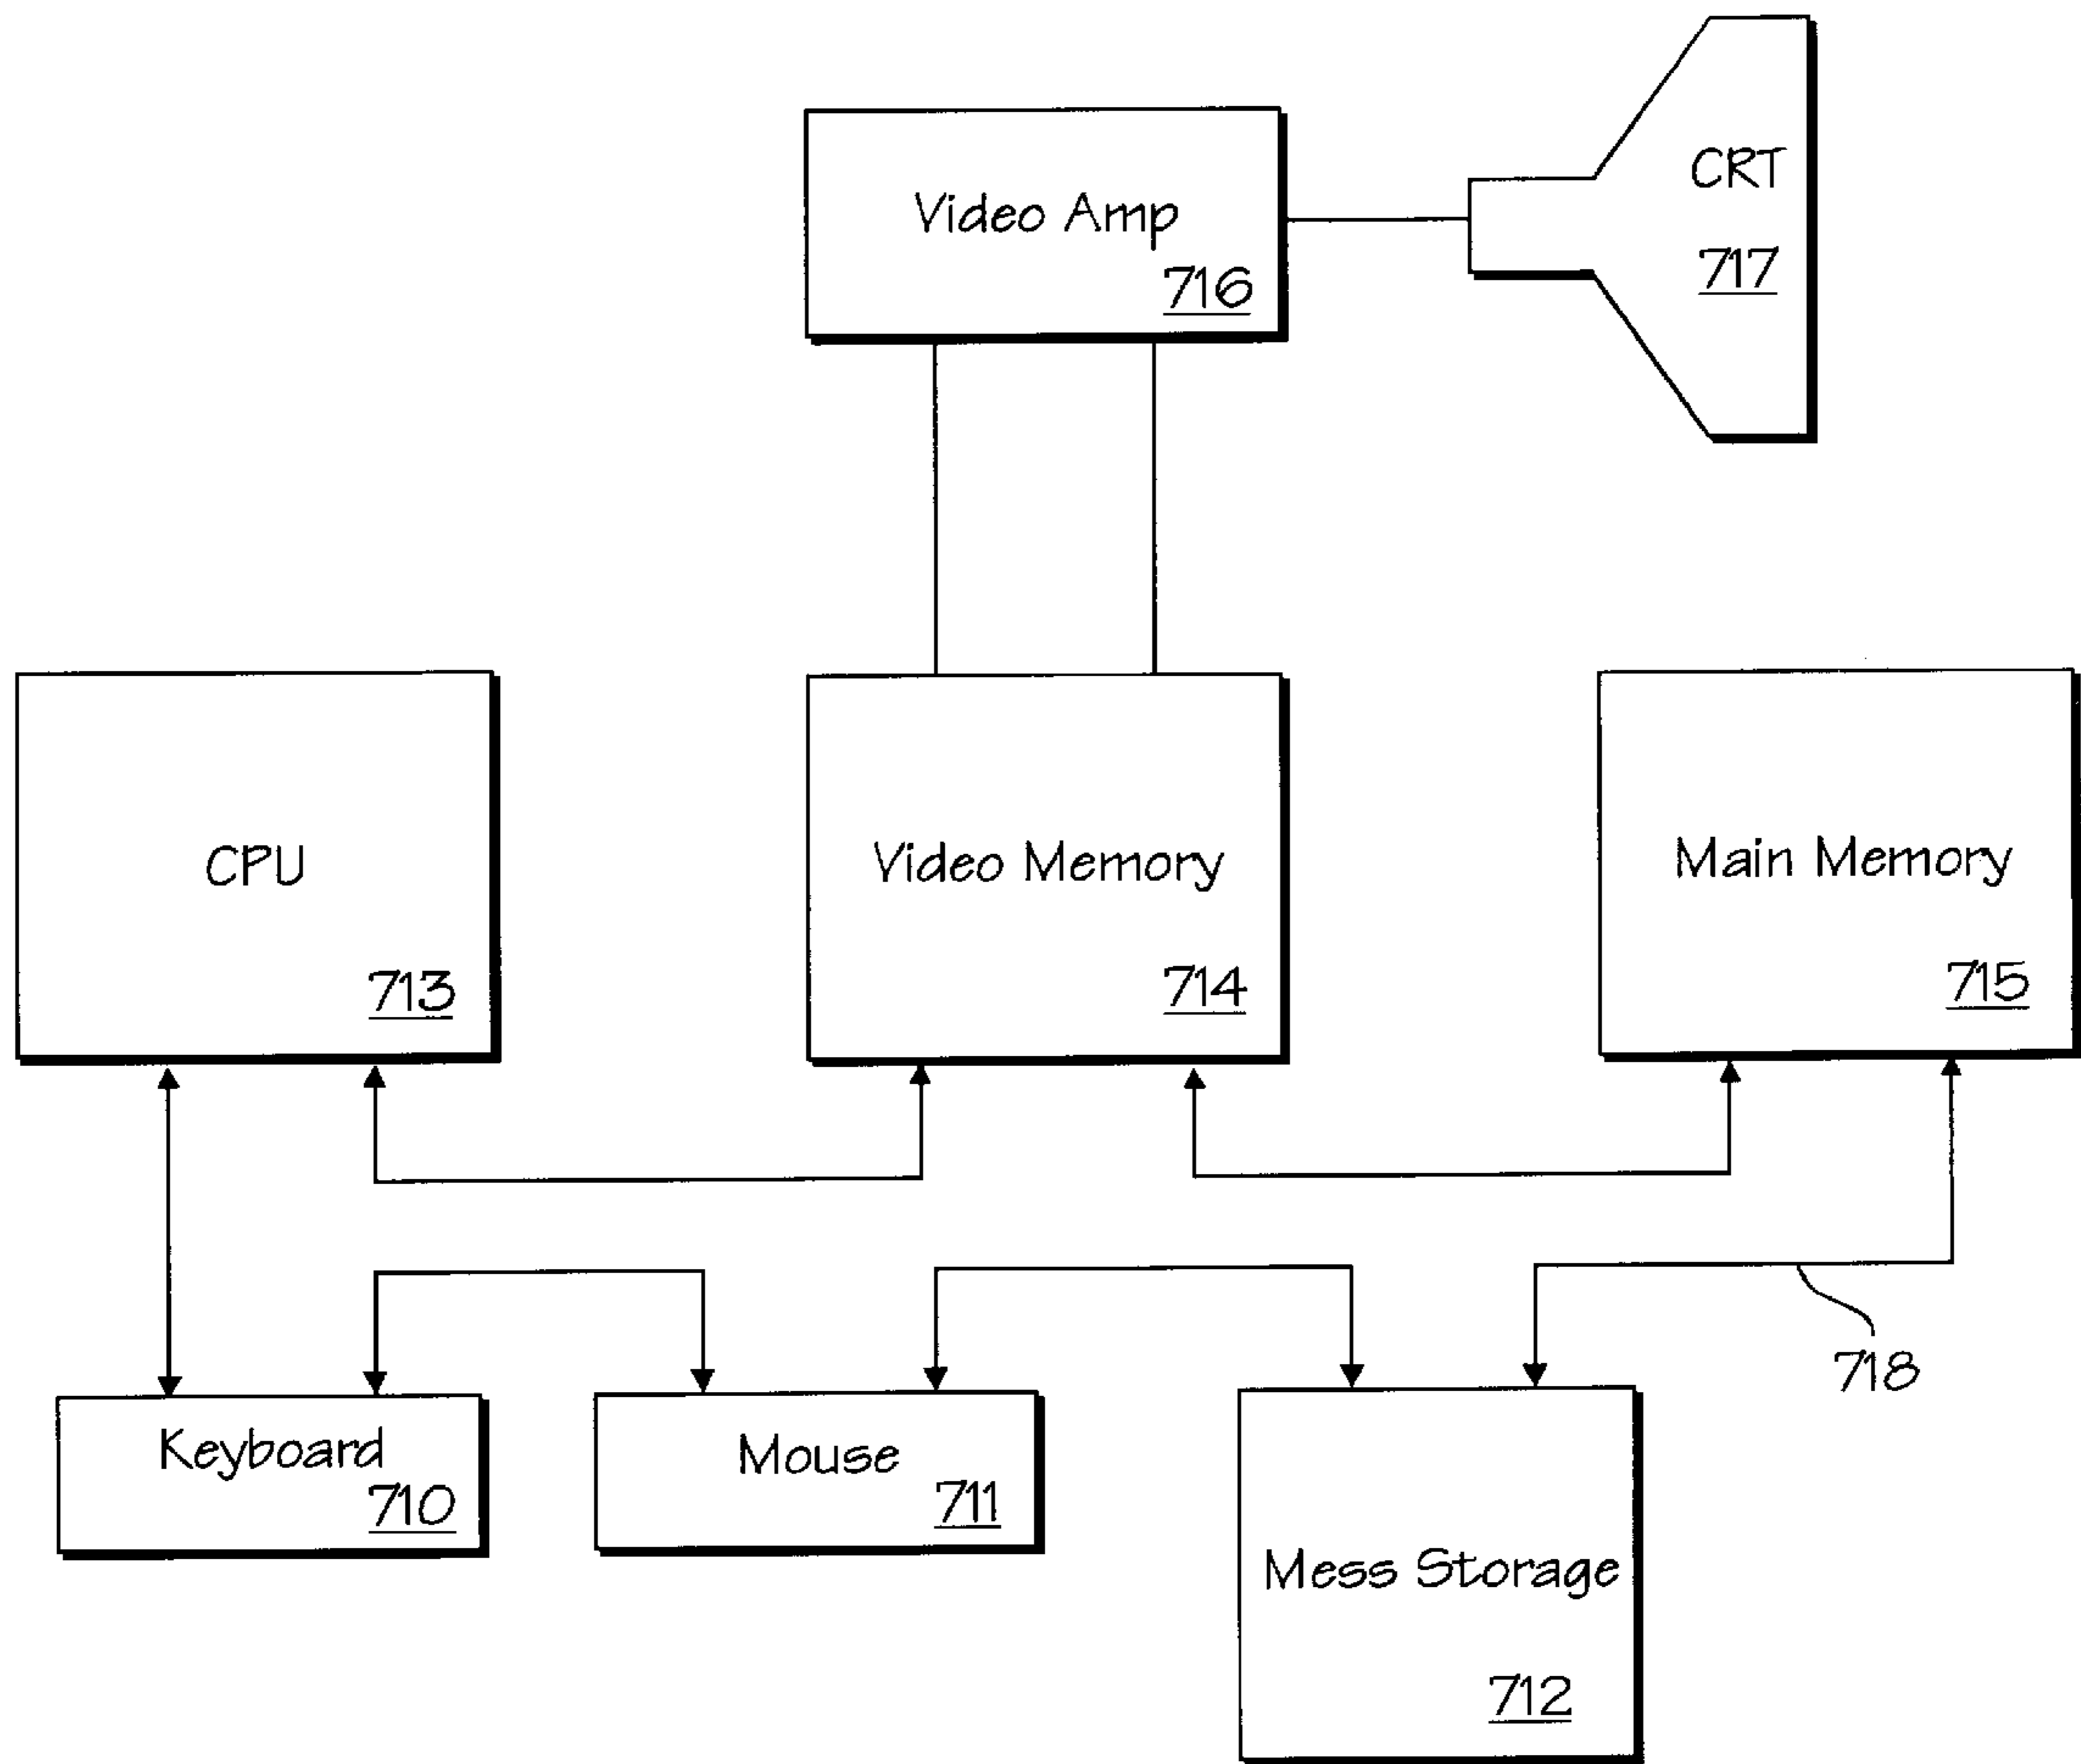 Video Amp
716
CRT
717
CPU
713
Video Memory
714
Main Memory
715
718
Keyboard
710
Mouse
711
Mess Storage
712